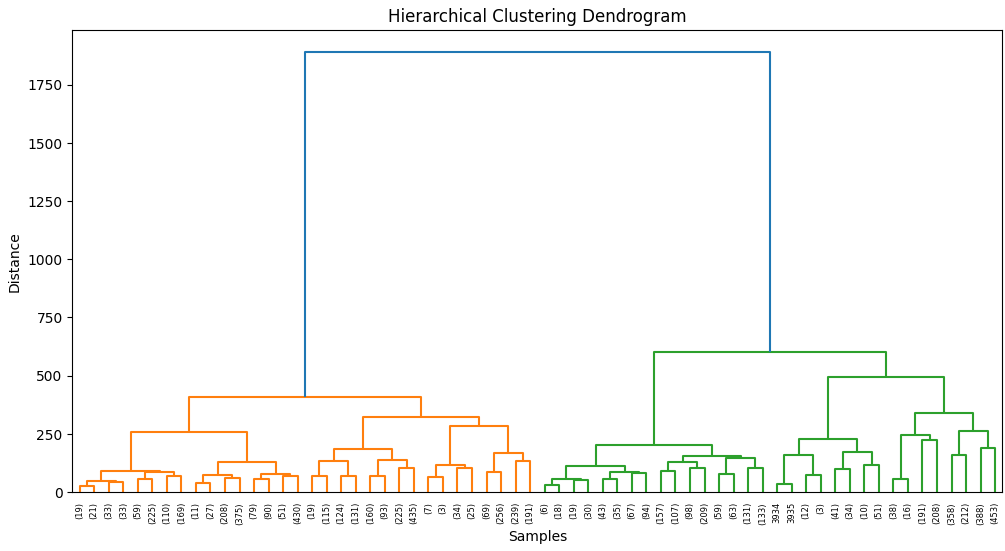 Hierarchical Clustering Dendrogram
Distance
1750
1500
1250
1000
750
500
250
0
(19) (21) (33) (33) (59) (225) (110) (169) (11) (27) (208) (375) (79) (90) (51) (430) (19) (115) (124) (131) (160) (93) (225) (435) (7) (3) (34) (25) (69) (256) (239) (191) (6) (18) (19) (30) (43) (35) (67) (94) (157) (107) (98) (209) (59) (63) (131) (133) 3934 3935 (12) (3) (41) (34) (10) (51) (38) (16) (191) (208) (358) (212) (388) (453)
Samples